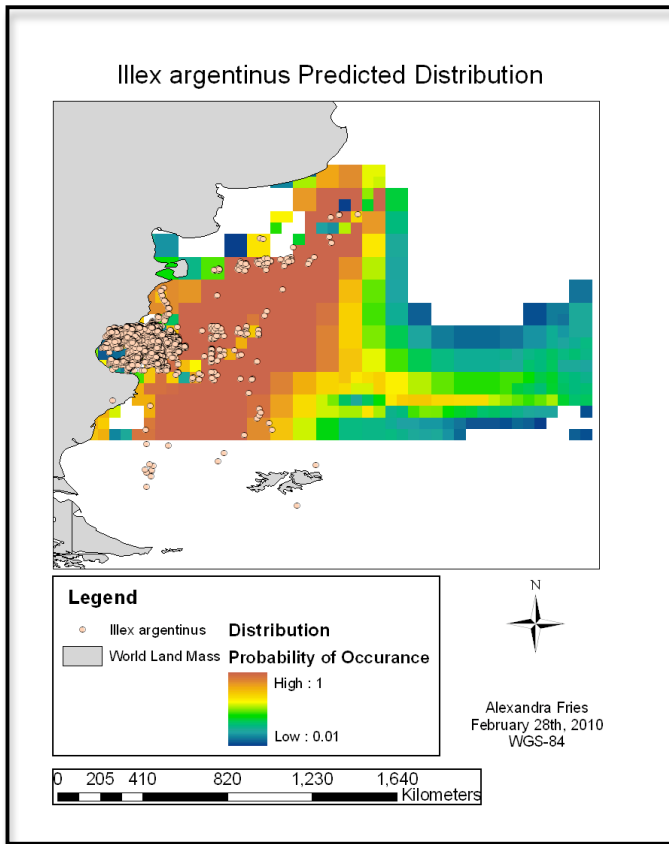 Illex argentinus Predicted Distribution
Legend
Illex argentinus
World Land Mass
Distribution
Probability of Occurance
High : 1
Low : 0.01
N
Alexandra Fries
February 28th, 2010
WGS-84
0 205 410 820 1,230 1,640
Kilometers